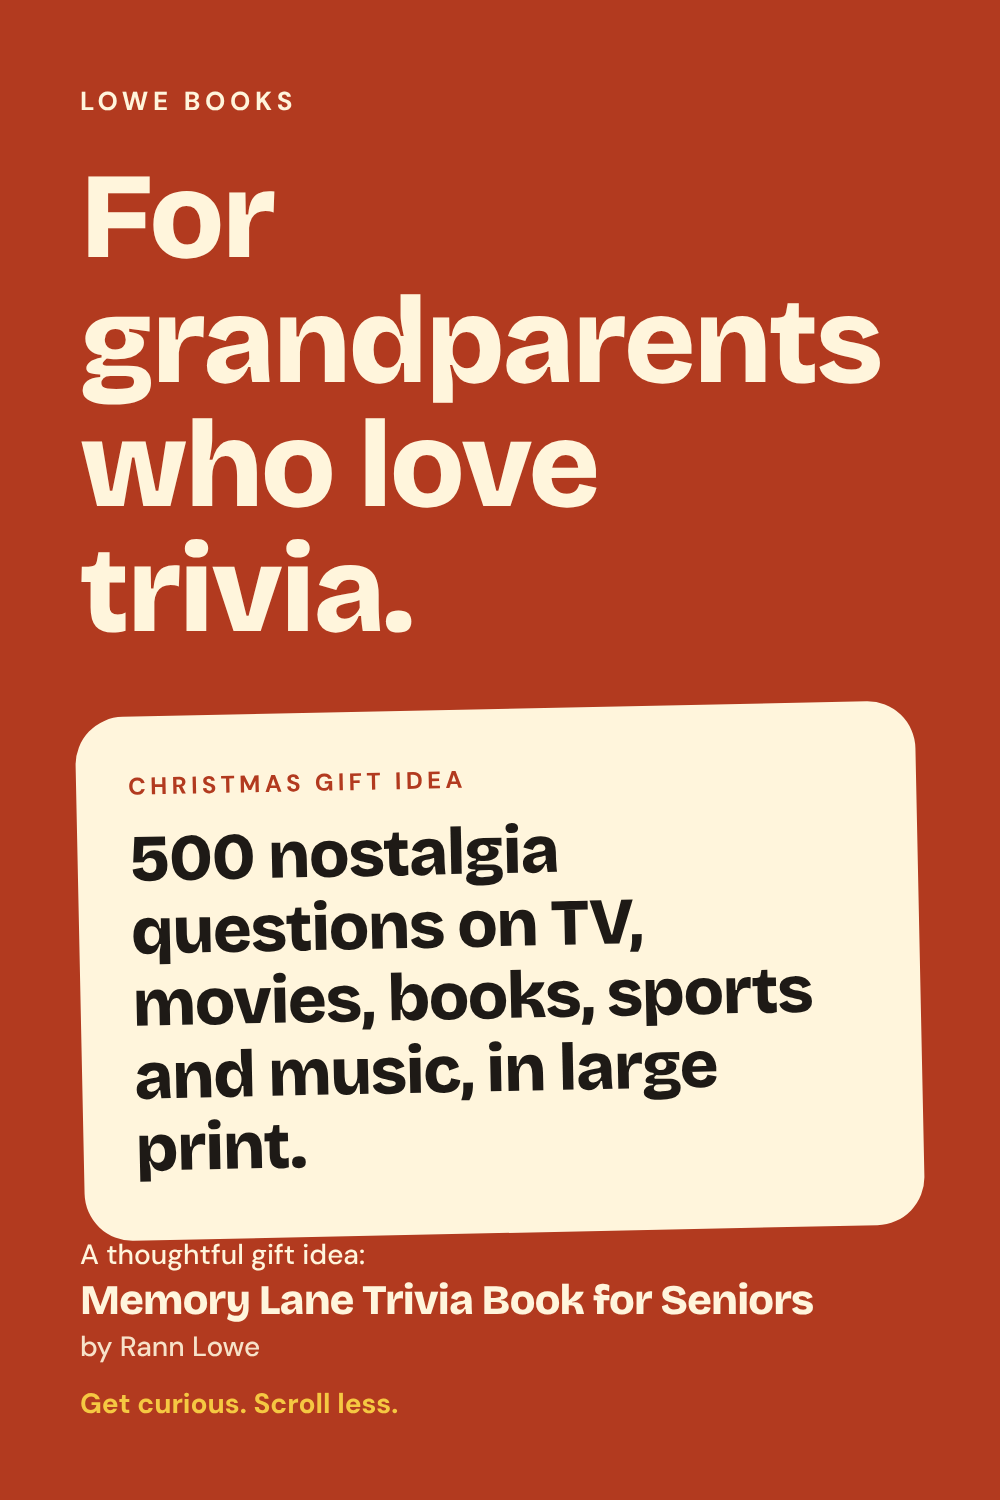 LOWE BOOKS
For
grandparents
who love
trivia.
CHRISTMAS GIFT IDEA
500 nostalgia
questions on TV,
movies, books, sports
and music, in large
print.
A thoughtful gift idea:
Memory Lane Trivia Book for Seniors
by Rann Lowe
Get curious. Scroll less.